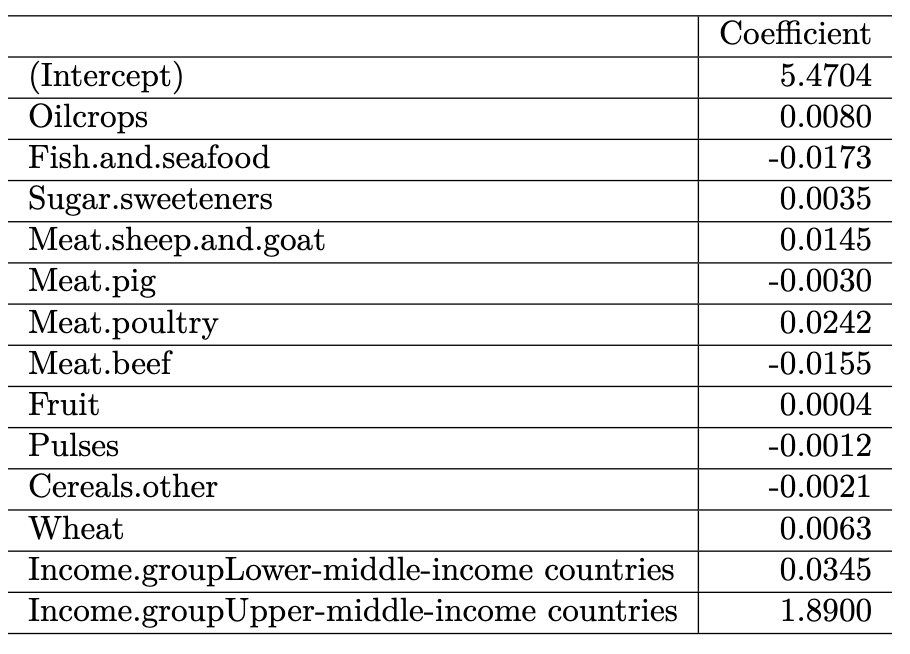 Coefficient
(Intercept) 5.4704
Oilcrops 0.0080
Fish.and.seafood -0.0173
Sugar.sweeteners 0.0035
Meat.sheep.and.goat 0.0145
Meat.pig -0.0030
Meat.poultry 0.0242
Meat.beef -0.0155
Fruit 0.0004
Pulses -0.0012
Cereals.other -0.0021
Wheat 0.0063
Income.groupLower-middle-income countries 0.0345
Income.groupUpper-middle-income countries 1.8900